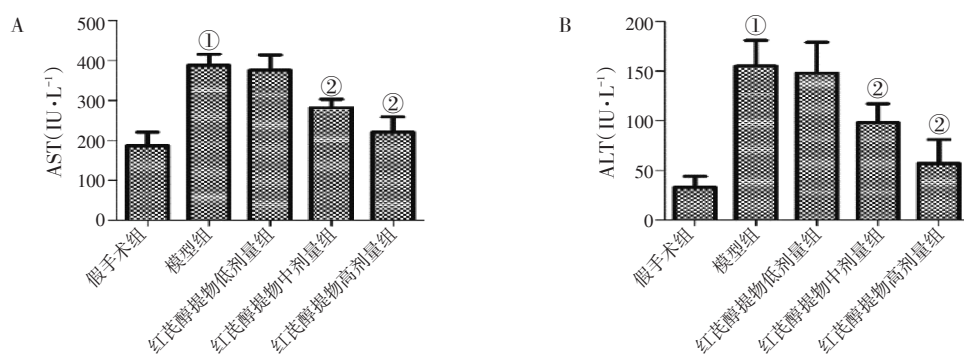 A
AST(IU·L⁻¹)
500
400
300
200
100
0
①
②
②
假手术组
模型组
红芪醇提物低剂量组
红芪醇提物中剂量组
红芪醇提物高剂量组
B
ALT(IU·L⁻¹)
200
150
100
50
0
①
②
②
假手术组
模型组
红芪醇提物低剂量组
红芪醇提物中剂量组
红芪醇提物高剂量组